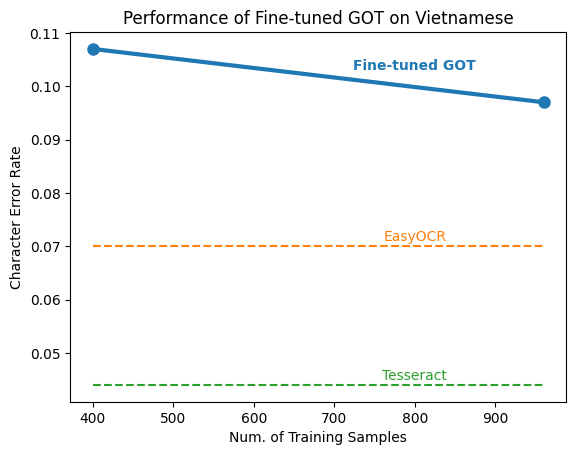 Performance of Fine-tuned GOT on Vietnamese
0.11
0.10
0.09
0.08
0.07
0.06
0.05
Character Error Rate
Fine-tuned GOT
EasyOCR
Tesseract
400 500 600 700 800 900
Num. of Training Samples